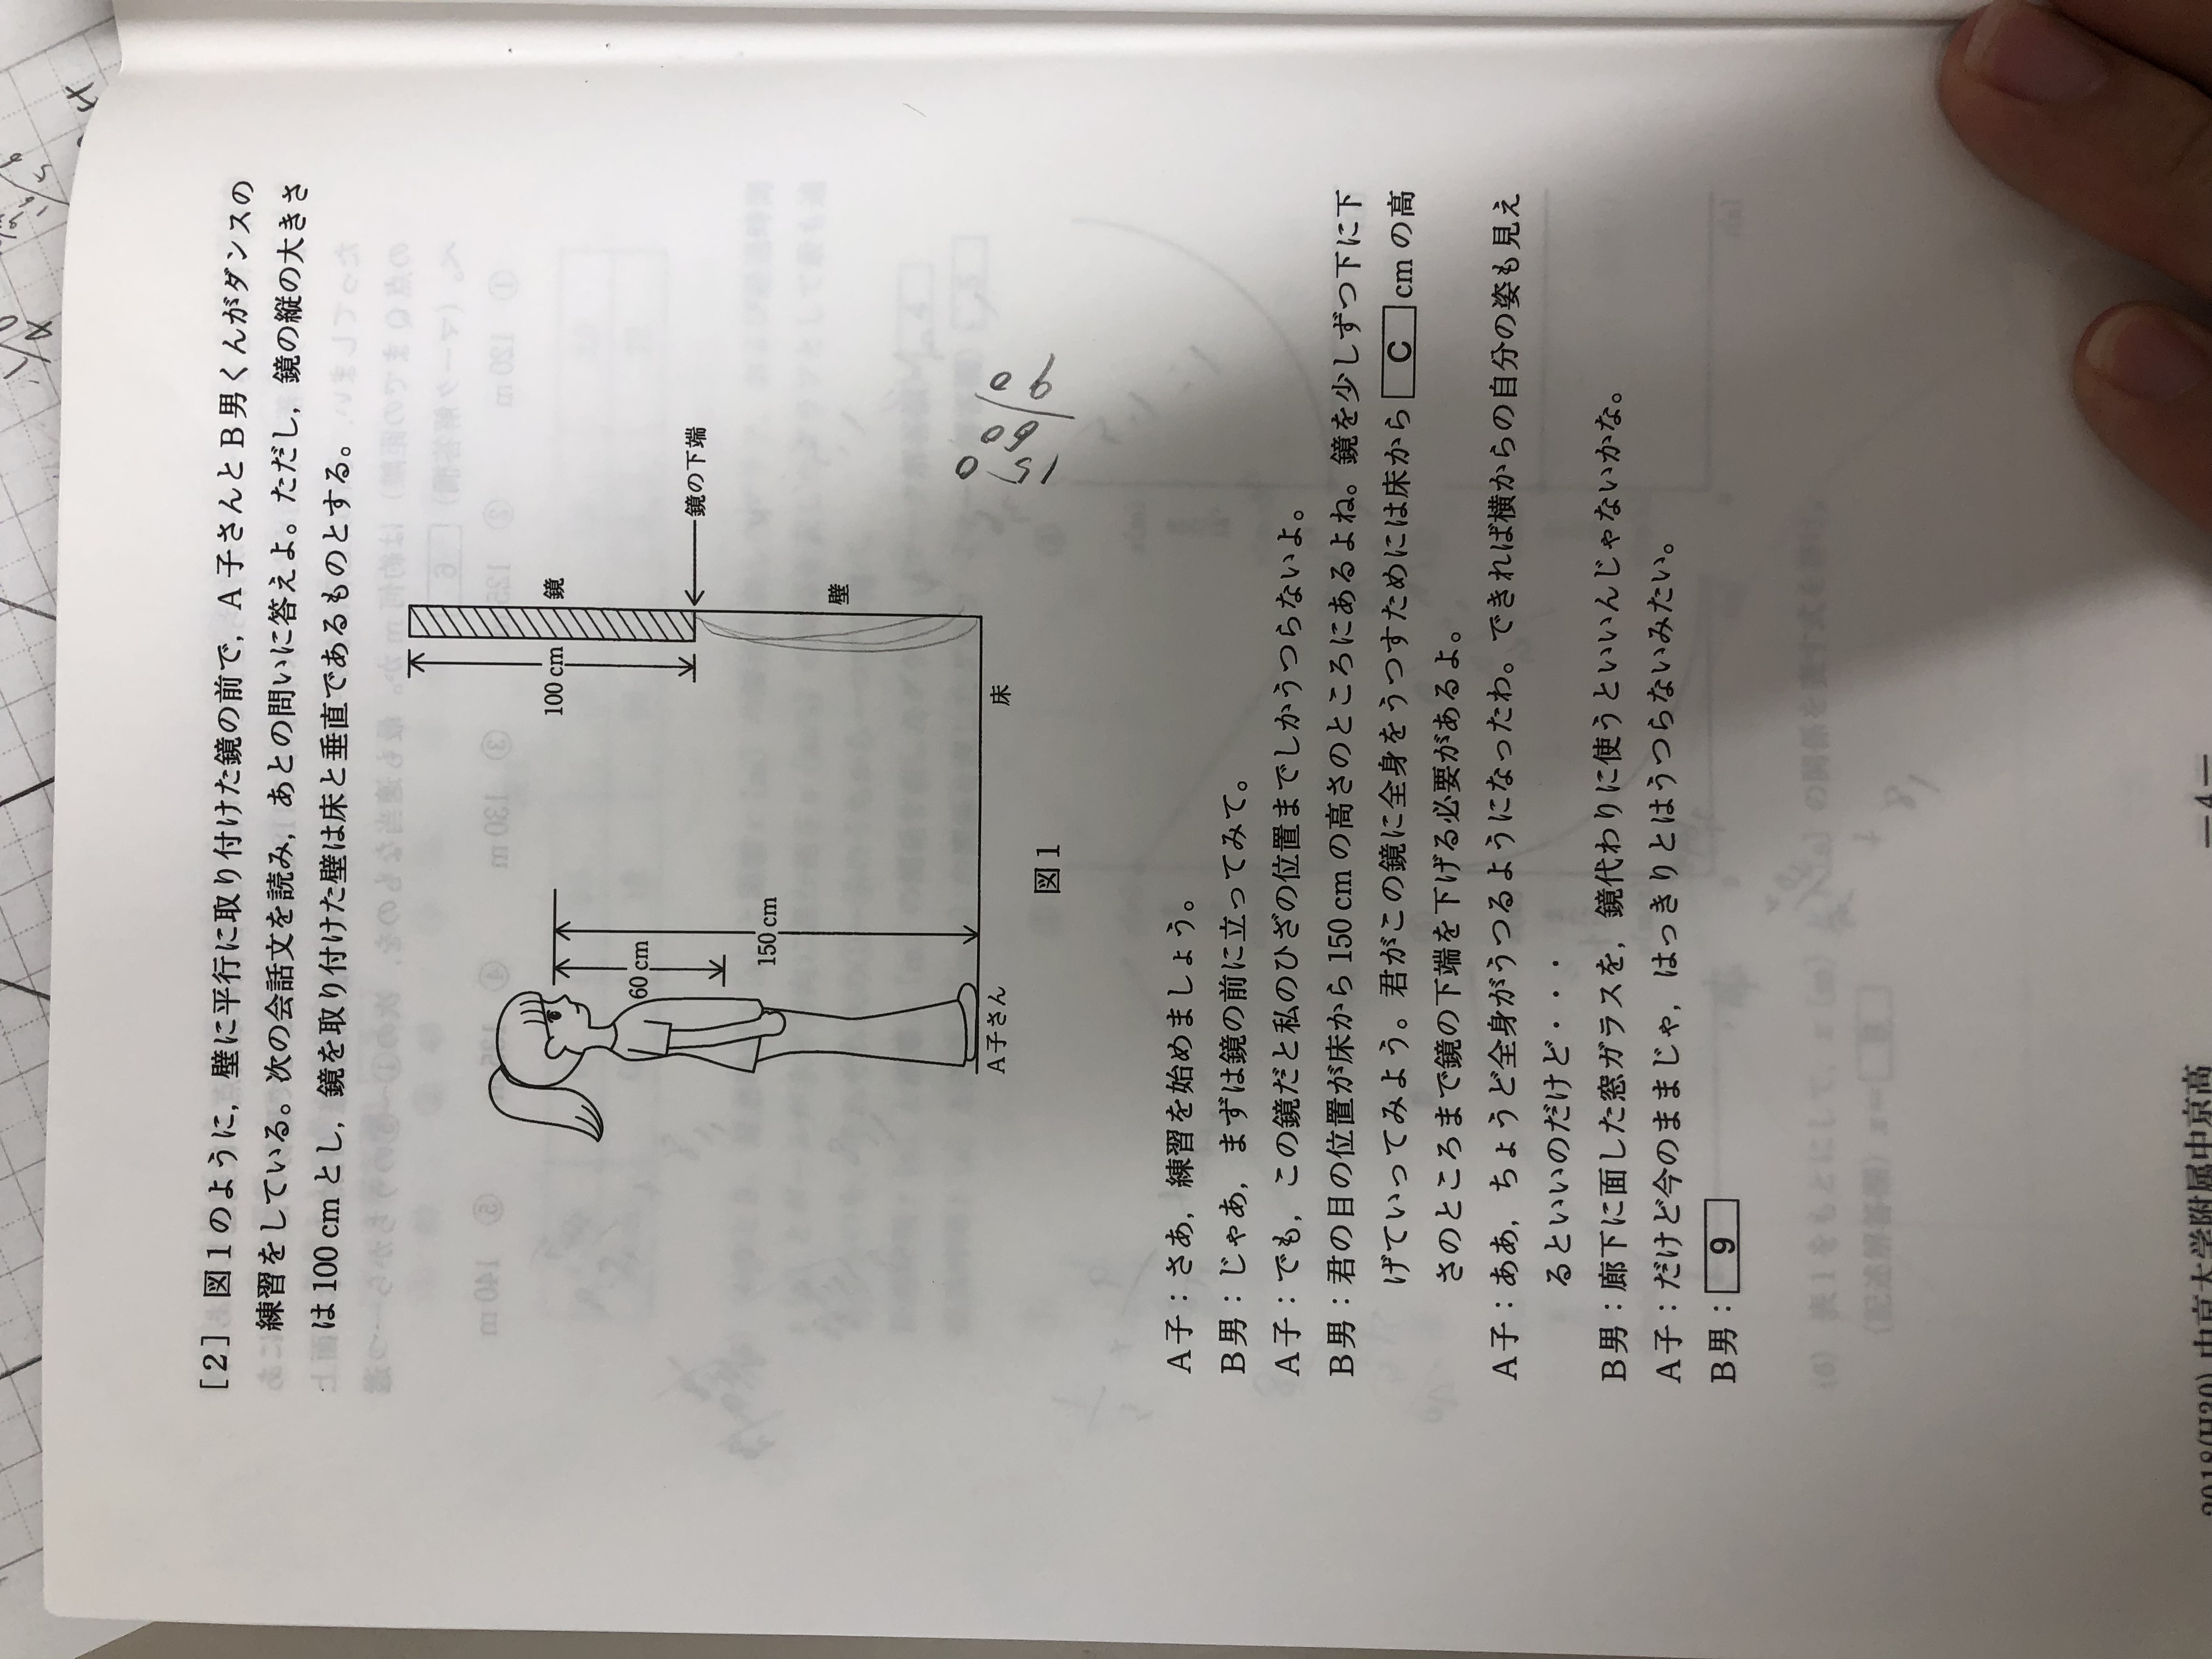 [２] 図１のように，壁に平行に取り付けた鏡の前で，Ａ子さんとＢ男くんがダンスの
練習をしている。次の会話文を読み，あとの問いに答えよ。ただし，鏡の縦の大きさ
は 100 cm とし，鏡を取り付けた壁は床と垂直であるものとする。
100 cm
鏡
60 cm
鏡の下端
150 cm
壁
Ａ子さん
床
図１
150
60
90
Ａ子：さあ，練習を始めましょう。
Ｂ男：じゃあ，まずは鏡の前に立ってみて。
Ａ子：でも，この鏡だと私のひざの位置までしかうつらないよ。
Ｂ男：君の目の位置が床から 150 cm の高さのところにあるよね。鏡を少しずつ下に下
げていってみよう。君がこの鏡に全身をうつすためには床から C cm の高
さのところまで鏡の下端を下げる必要があるよ。
Ａ子：ああ，ちょうど全身がうつるようになったわ。できれば横からの自分の姿も見え
るといいのだけど・・・
Ｂ男：廊下に面した窓ガラスを，鏡代わりに使うといいんじゃないかな。
Ａ子：だけど今のままじゃ，はっきりとはうつらないみたい。
Ｂ男：9
2018(H30) 中京大学附属中京高
—4—